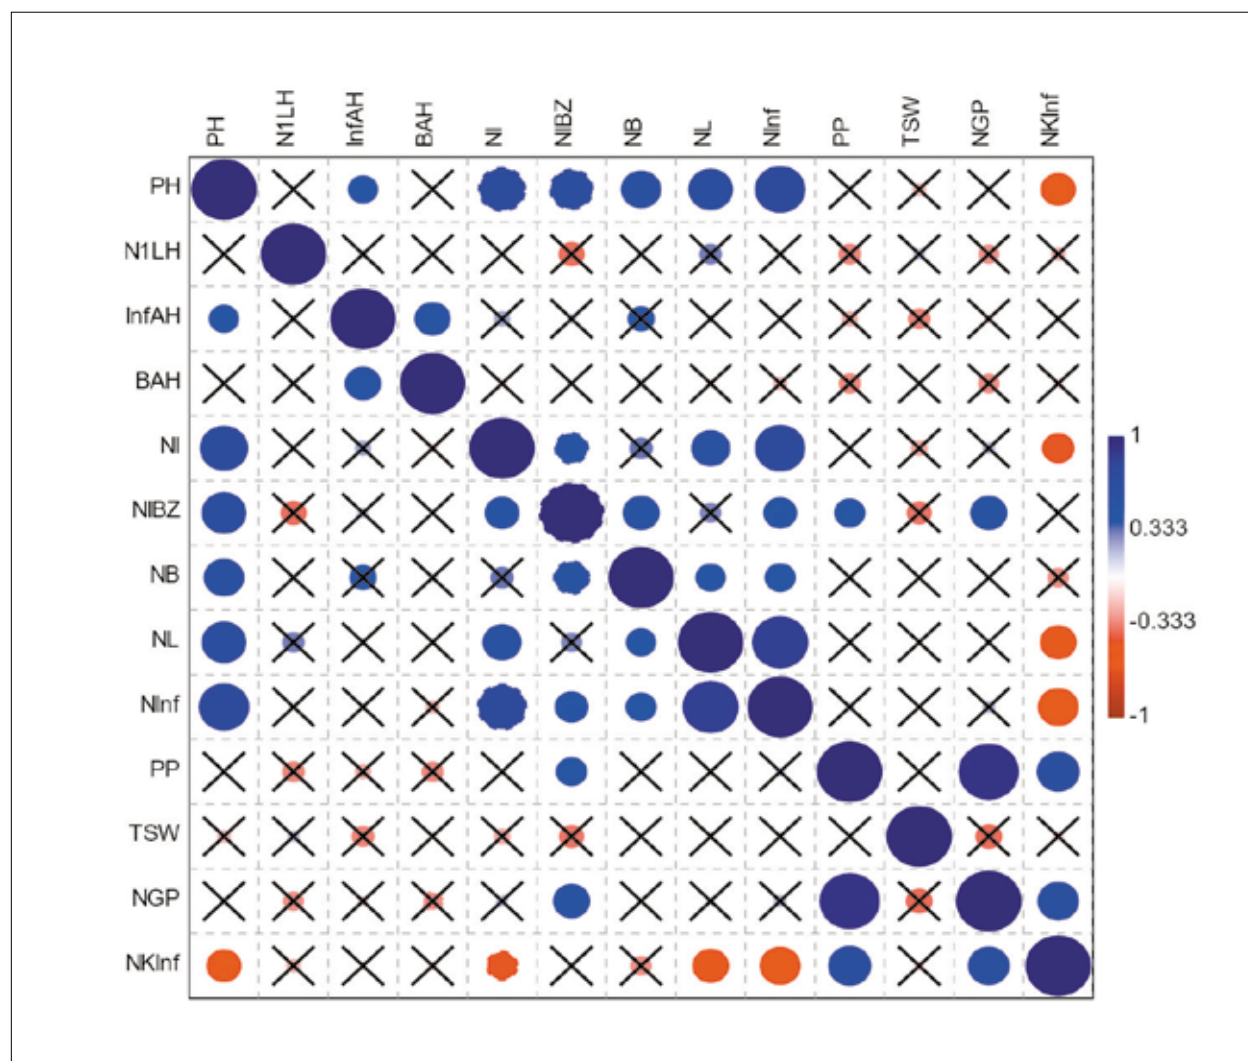 PH N1LH InfAH BAH NI NIBZ NB NL NInf PP TSW NGP NKInf
PH
N1LH
InfAH
BAH
NI
NIBZ
NB
NL
NInf
PP
TSW
NGP
NKInf
1
0.333
-0.333
-1